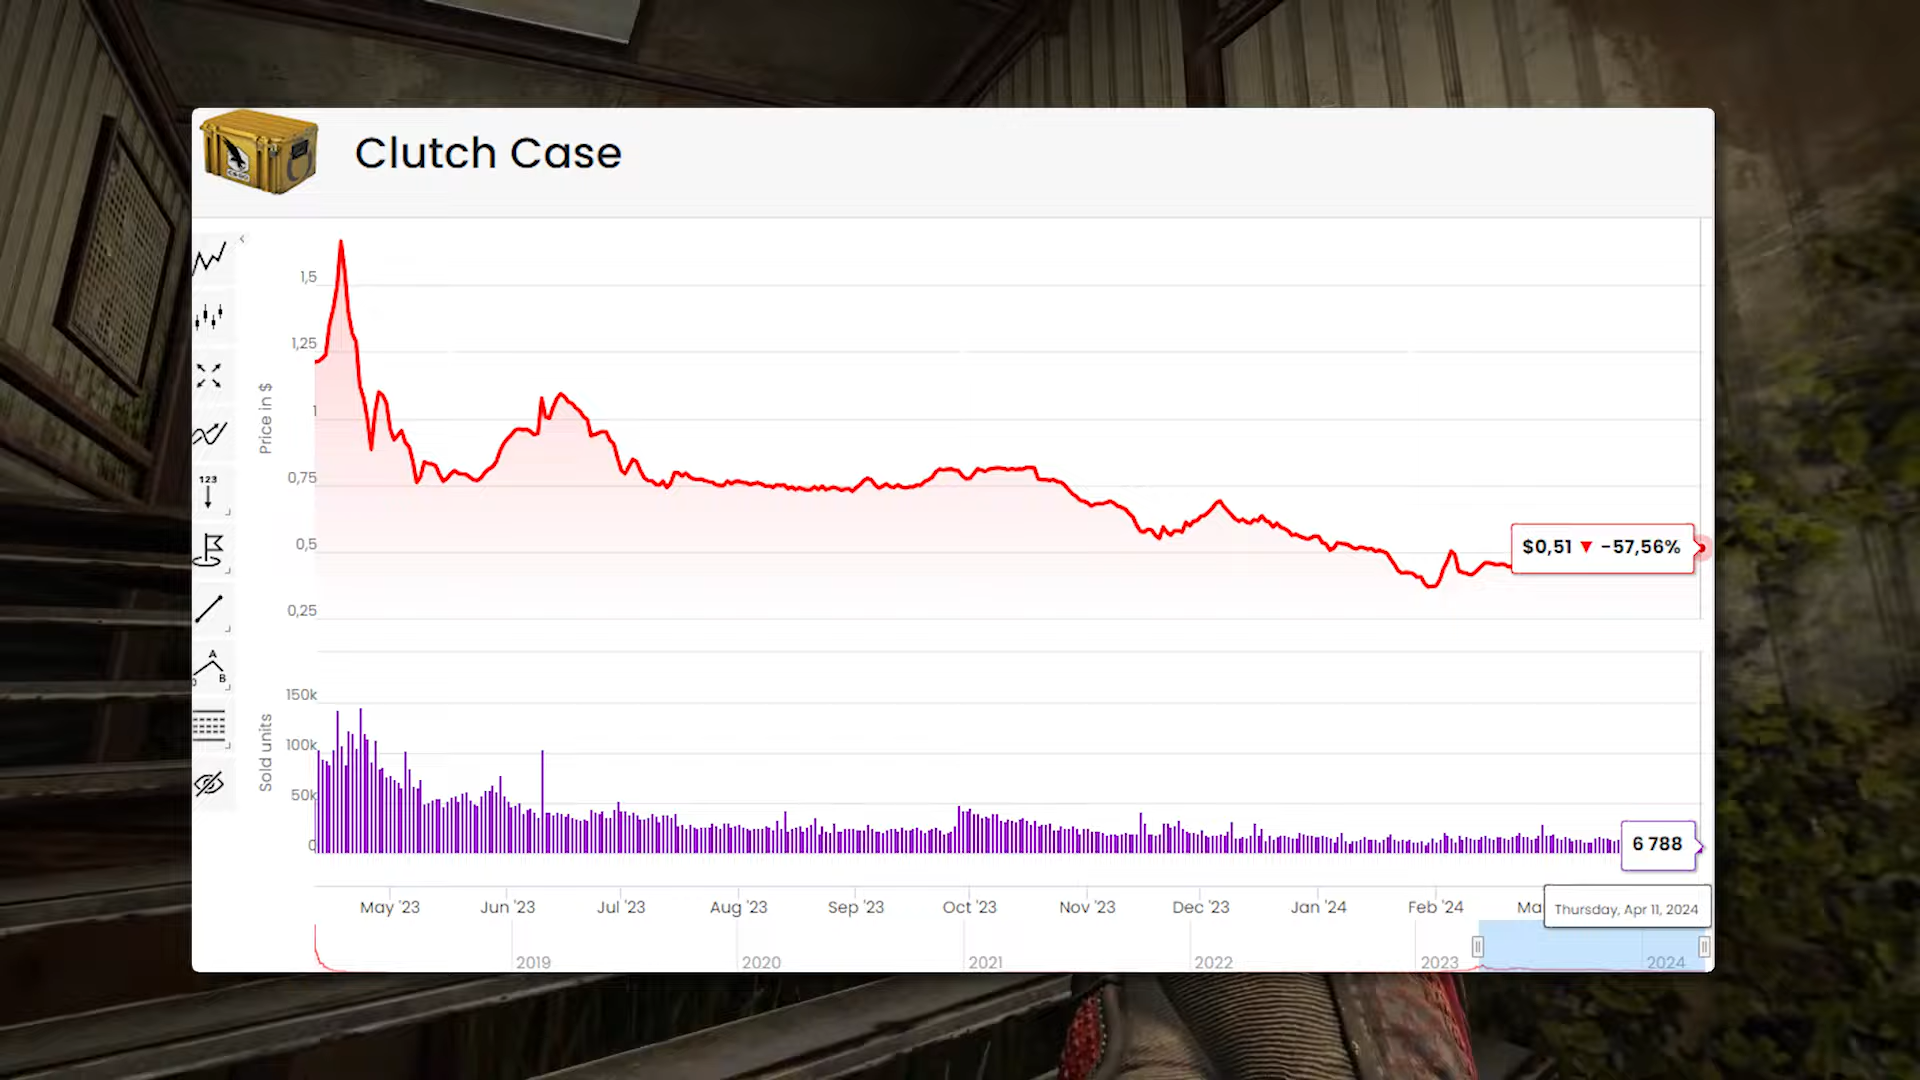 Clutch Case
1,5
1,25
1
0,75
0,5
0,25
Price in $
$0,51 ▼ -57,56%
123
A
B
150k
100k
50k
0
Sold units
6 788
May '23 Jun '23 Jul '23 Aug '23 Sep '23 Oct '23 Nov '23 Dec '23 Jan '24 Feb '24 Ma
Thursday, Apr 11, 2024
2019 2020 2021 2022 2023 2024